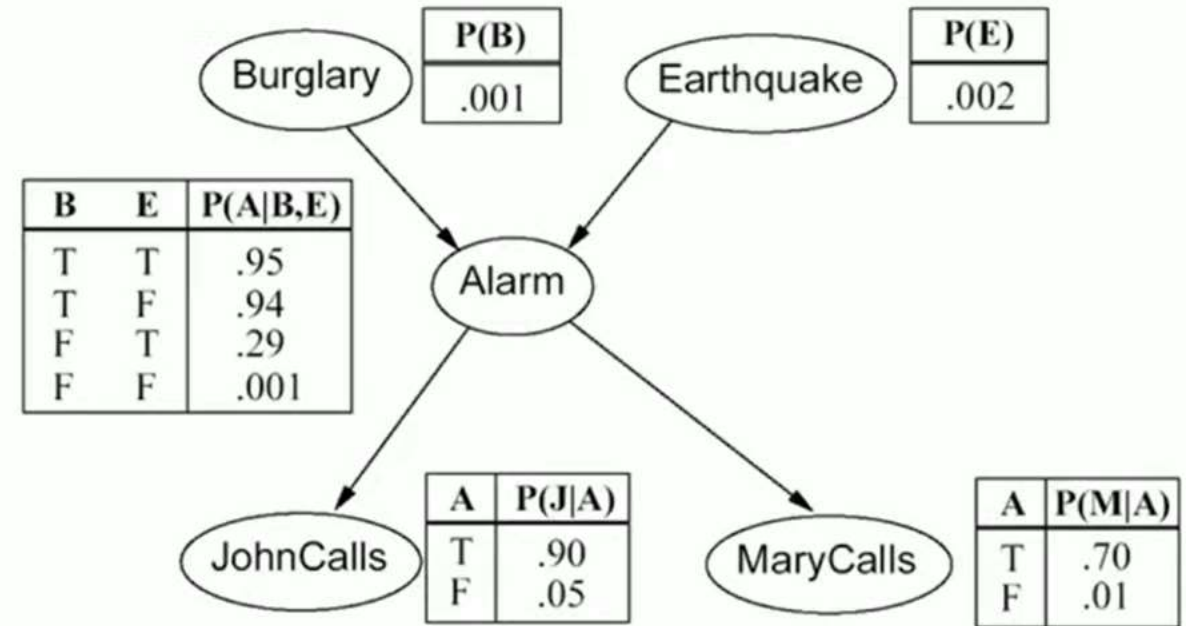 Burglary
P(B)
.001
Earthquake
P(E)
.002
B E P(A|B,E)
T T .95
T F .94
F T .29
F F .001
Alarm
JohnCalls
A P(J|A)
T .90
F .05
MaryCalls
A P(M|A)
T .70
F .01